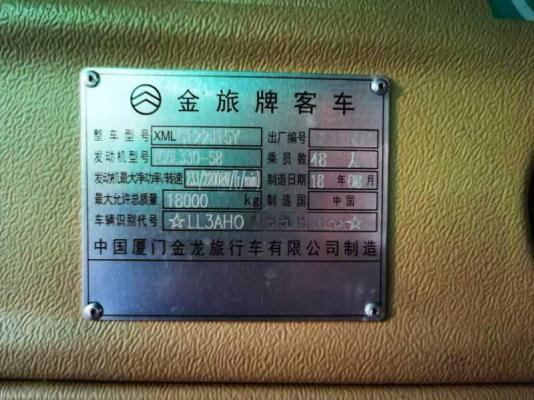 金旅牌客车
整车型号 XML6122J15Y 出厂编号
发动机型号 YC6L330-58 乘员数 48 人
发动机最大净功率/转速 233/2200kW/(r/min) 制造日期 18 年 08 月
最大允许总质量 18000 kg 制造国 中国
车辆识别代号 ☆LL3AHC ☆
中国厦门金龙旅行车有限公司制造